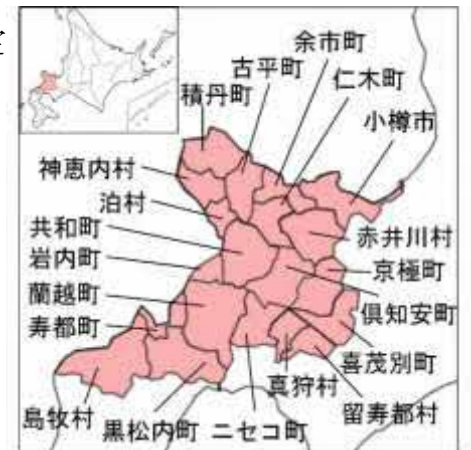 余市町
古平町
仁木町
積丹町
小樽市
神恵内村
泊村
共和町
赤井川村
岩内町
京極町
蘭越町
倶知安町
寿都町
喜茂別町
真狩村
島牧村
留寿都村
黒松内町
ニセコ町